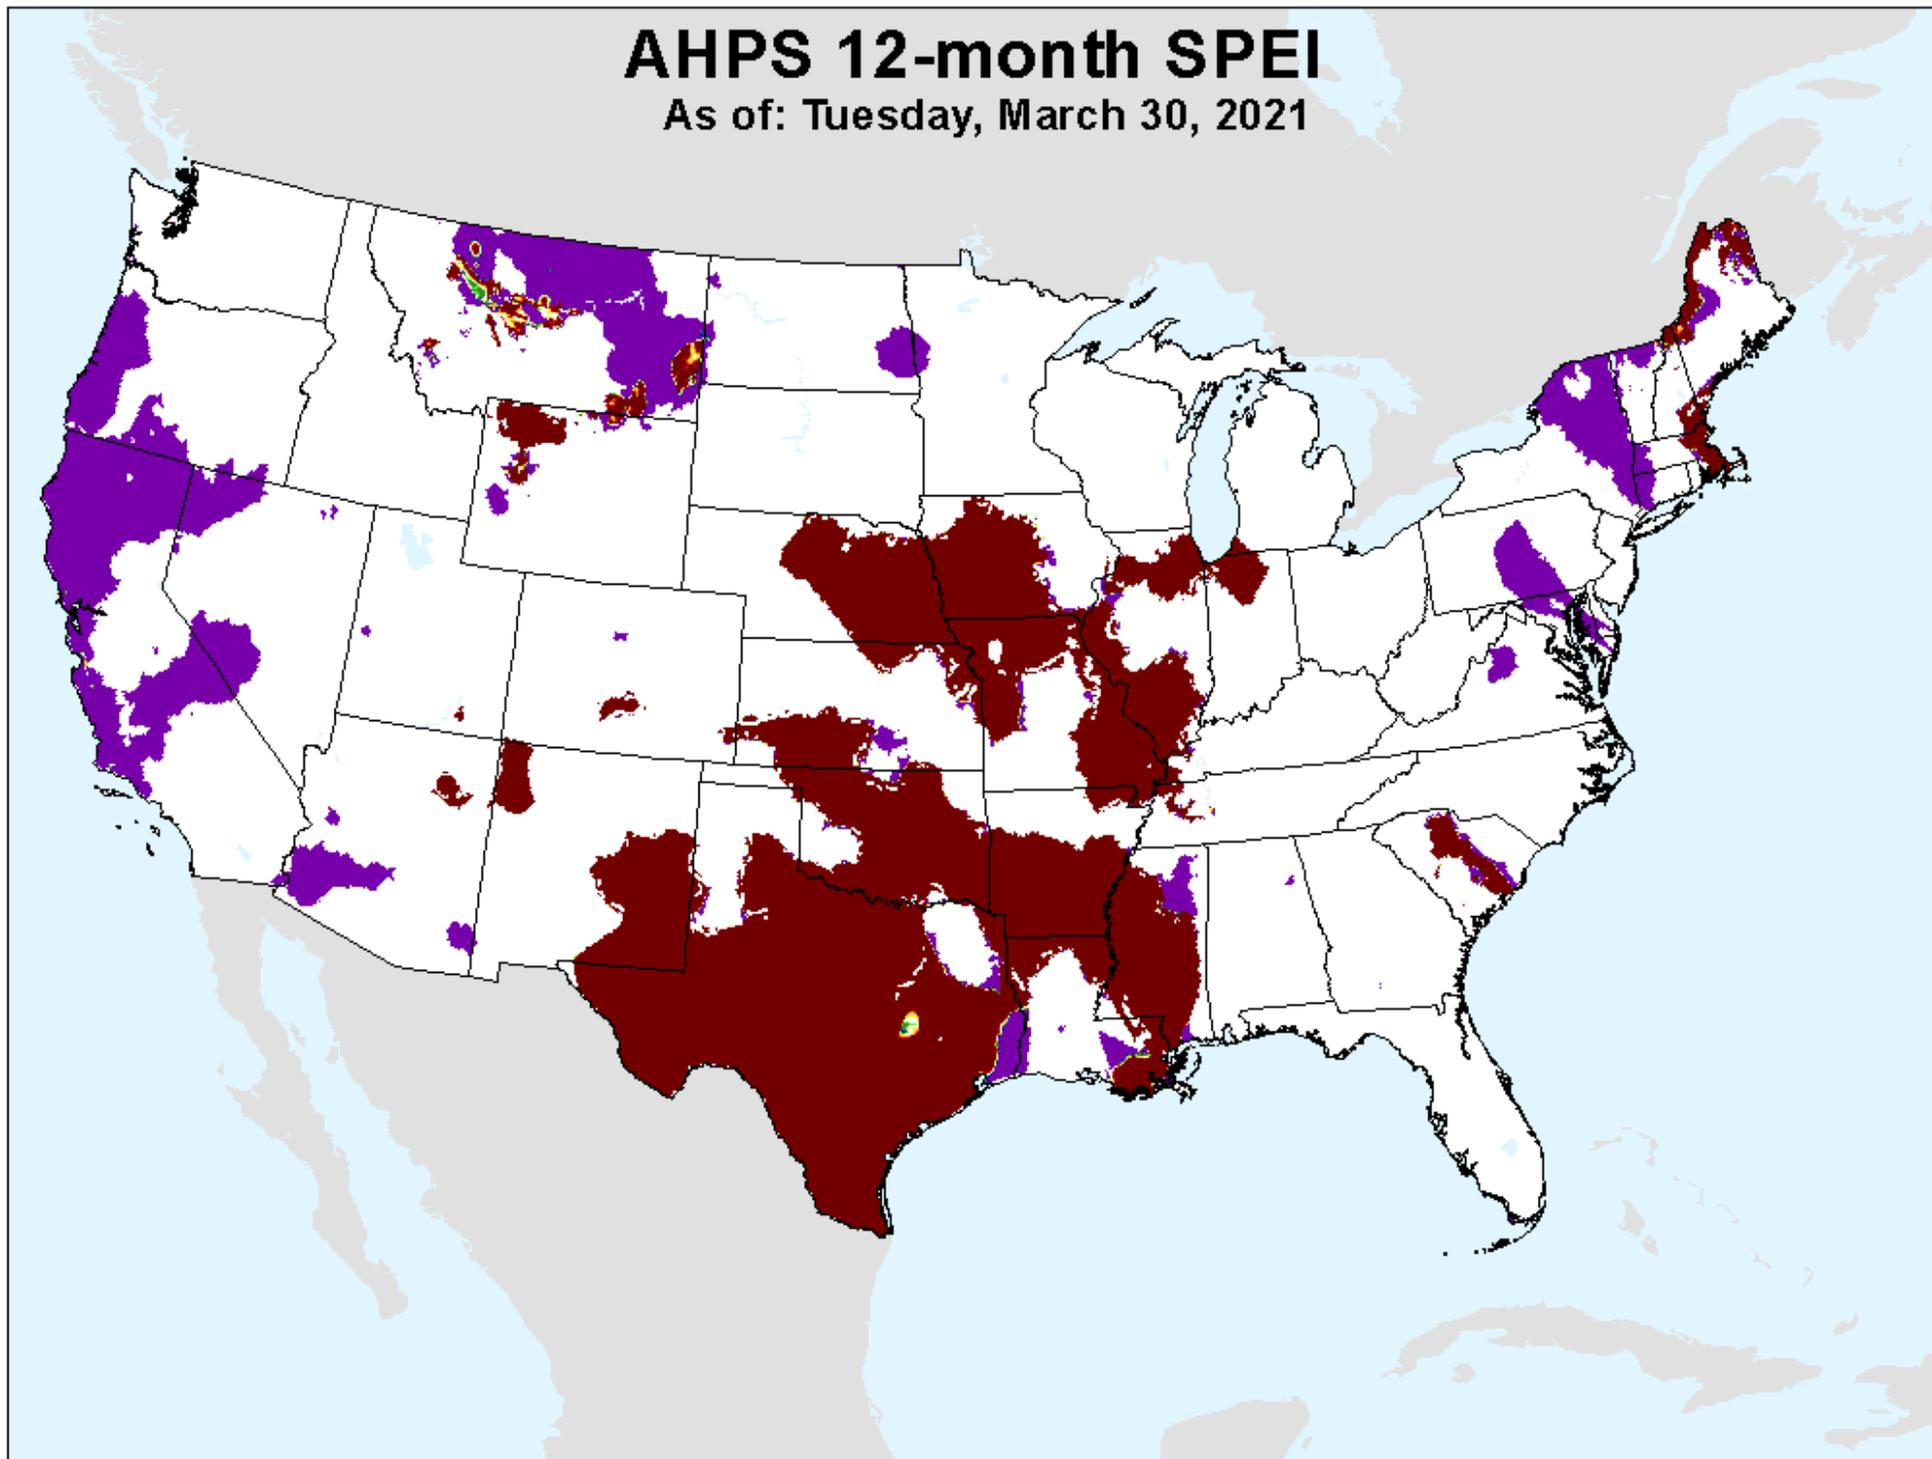 AHPS 12-month SPEI
As of: Tuesday, March 30, 2021